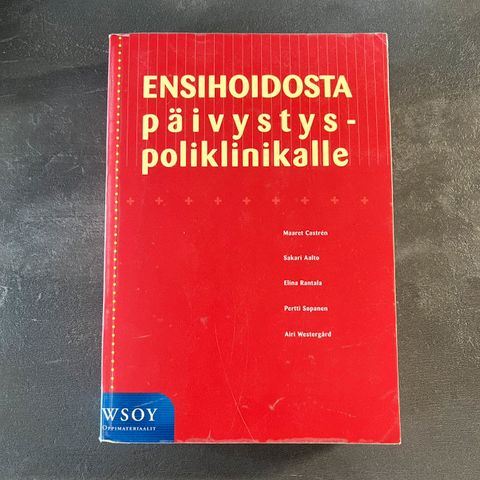 ENSIHOIDOSTA
päivystys-
poliklinikalle
Maaret Castrén
Sakari Aalto
Elina Rantala
Pertti Sopanen
Airi Westergård
WSOY
OPPIMATERIAALIT